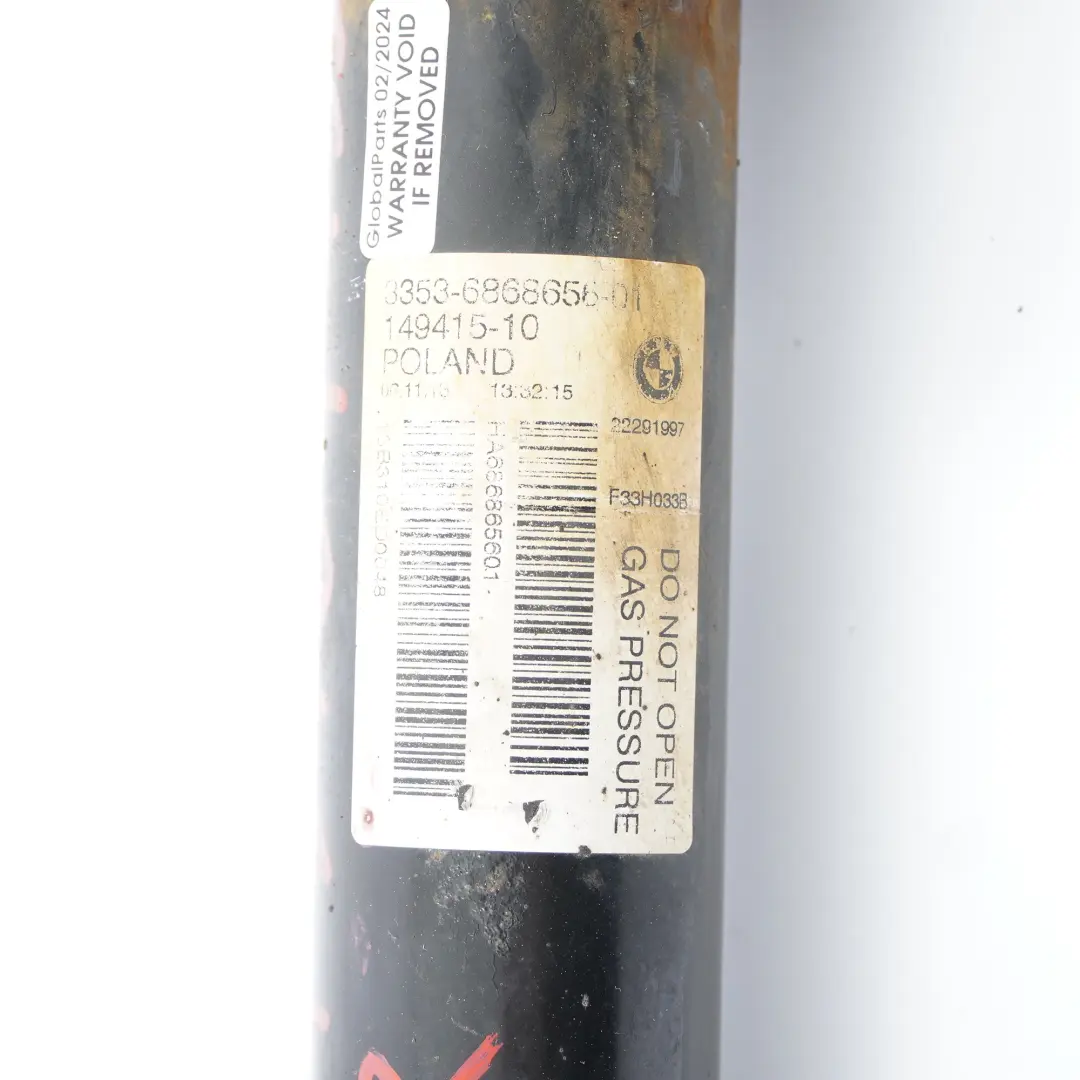 GlobalParts 02/2024
WARRANTY VOID
IF REMOVED
3353-6868656-01
149415-10
POLAND
13:32:15
22291997
F33H033B
HA686865601
DO NOT OPEN
GAS PRESSURE